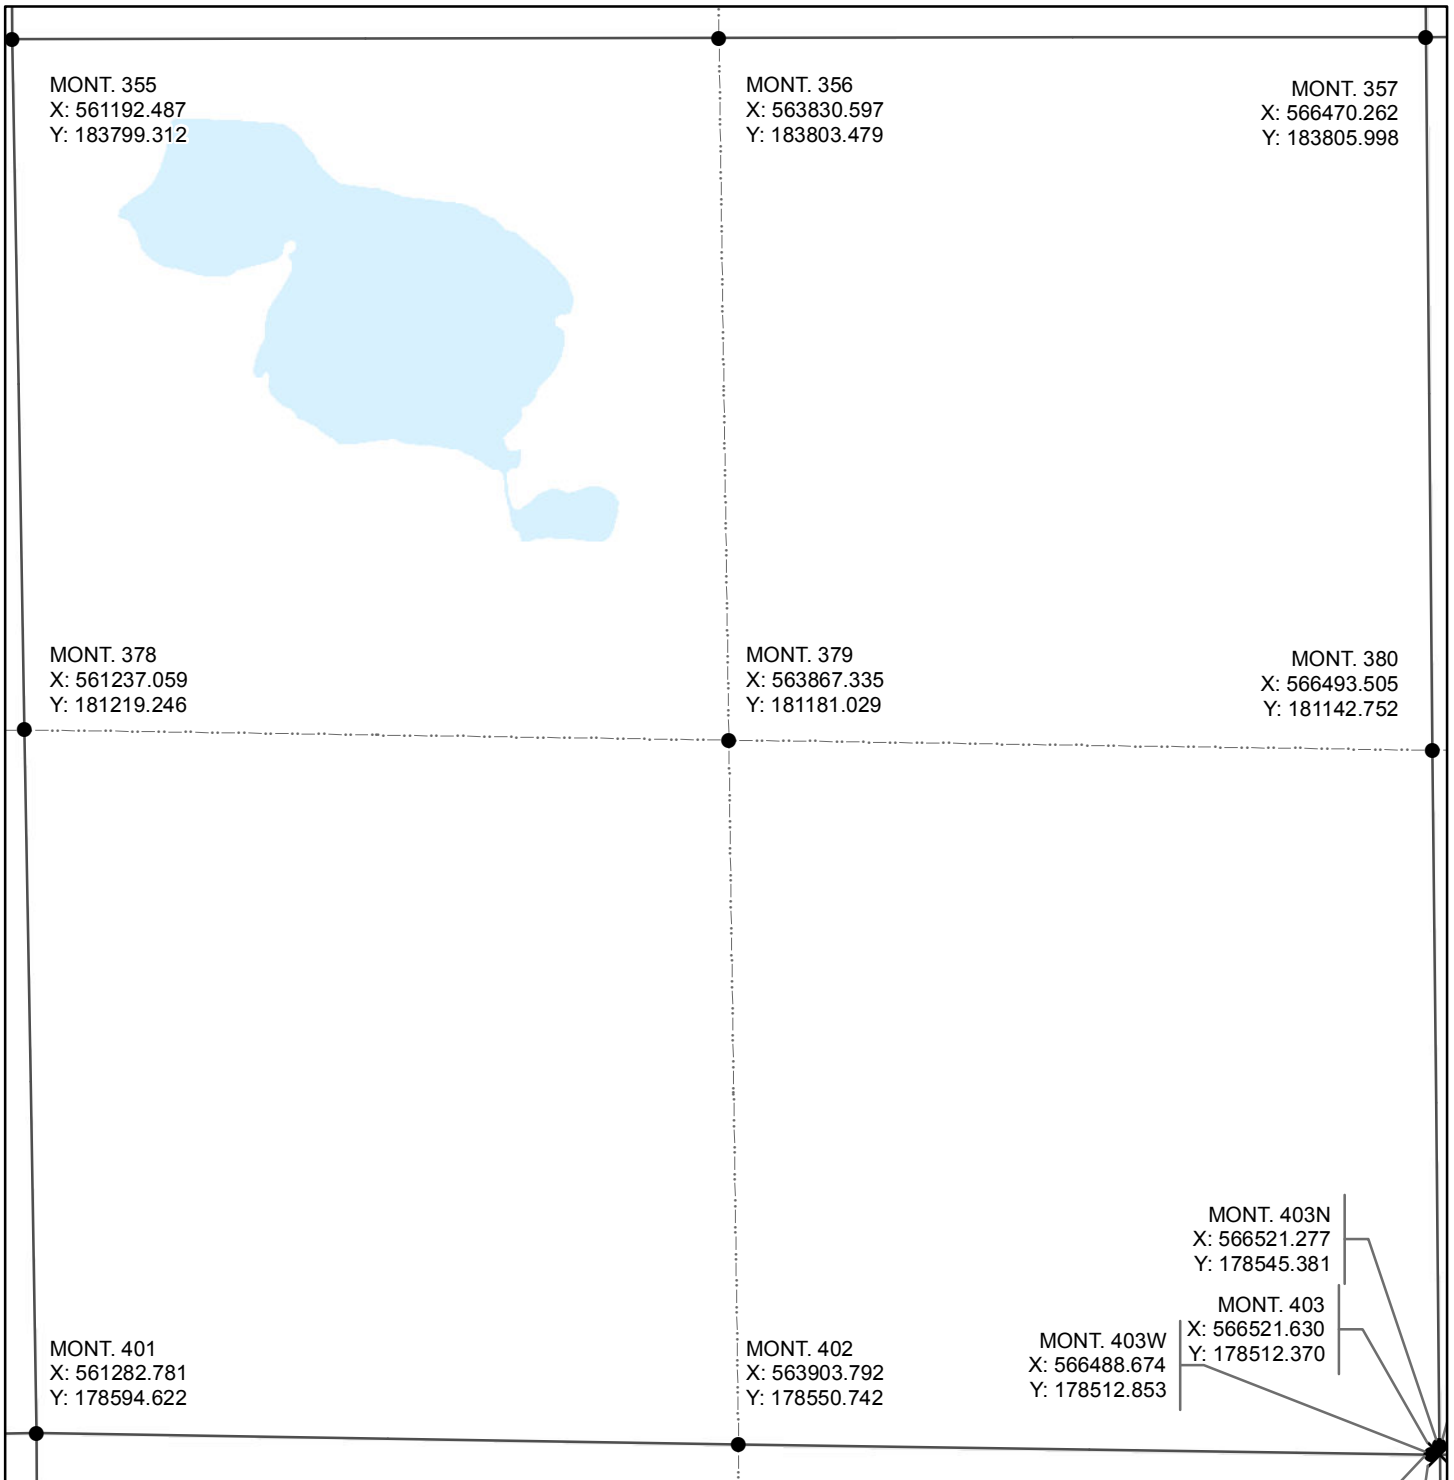 MONT. 355
X: 561192.487
Y: 183799.312
MONT. 356
X: 563830.597
Y: 183803.479
MONT. 357
X: 566470.262
Y: 183805.998
MONT. 378
X: 561237.059
Y: 181219.246
MONT. 379
X: 563867.335
Y: 181181.029
MONT. 380
X: 566493.505
Y: 181142.752
MONT. 403N
X: 566521.277
Y: 178545.381
MONT. 403
X: 566521.630
Y: 178512.370
MONT. 403W
X: 566488.674
Y: 178512.853
MONT. 401
X: 561282.781
Y: 178594.622
MONT. 402
X: 563903.792
Y: 178550.742